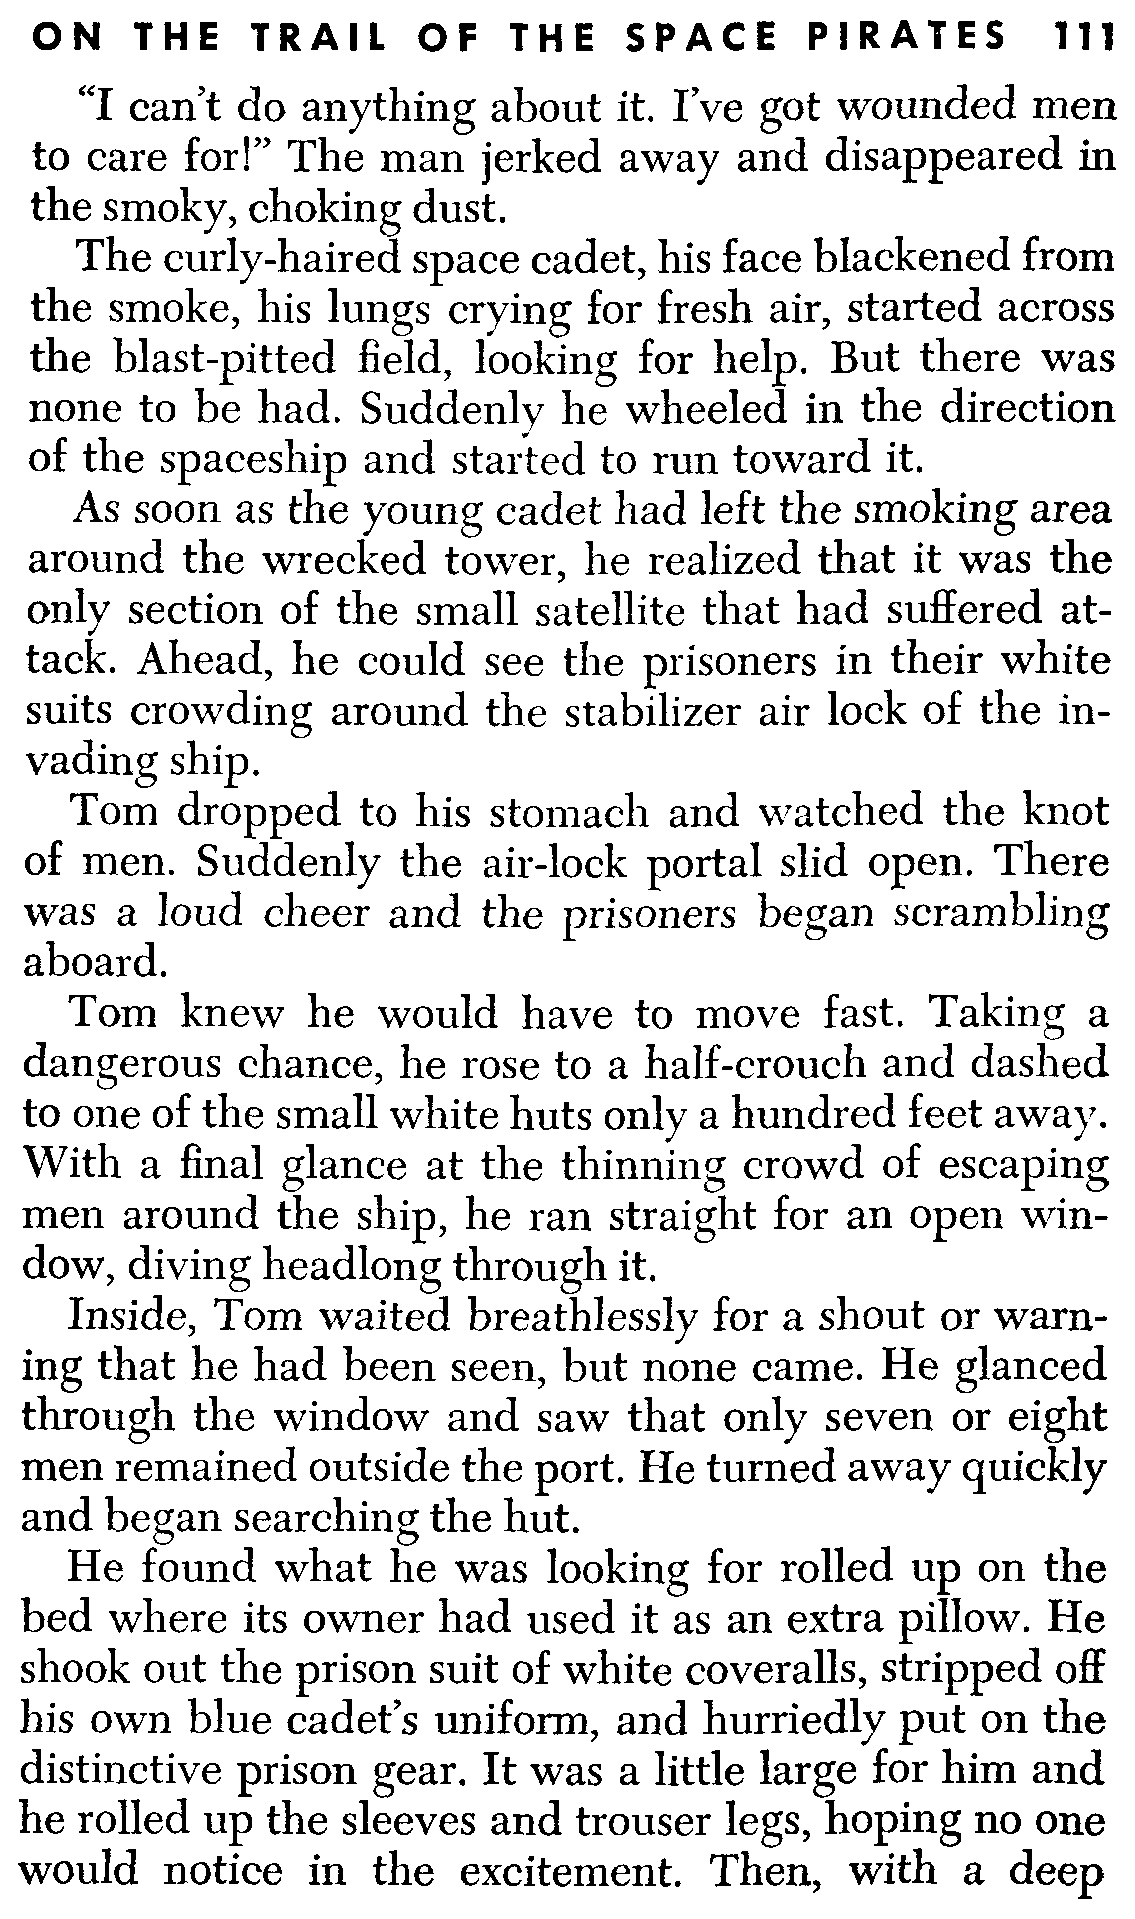 ON THE TRAIL OF THE SPACE PIRATES 111
“I can’t do anything about it. I’ve got wounded men
to care for!” The man jerked away and disappeared in
the smoky, choking dust.
The curly-haired space cadet, his face blackened from
the smoke, his lungs crying for fresh air, started across
the blast-pitted field, looking for help. But there was
none to be had. Suddenly he wheeled in the direction
of the spaceship and started to run toward it.
As soon as the young cadet had left the smoking area
around the wrecked tower, he realized that it was the
only section of the small satellite that had suffered at-
tack. Ahead, he could see the prisoners in their white
suits crowding around the stabilizer air lock of the in-
vading ship.
Tom dropped to his stomach and watched the knot
of men. Suddenly the air-lock portal slid open. There
was a loud cheer and the prisoners began scrambling
aboard.
Tom knew he would have to move fast. Taking a
dangerous chance, he rose to a half-crouch and dashed
to one of the small white huts only a hundred feet away.
With a final glance at the thinning crowd of escaping
men around the ship, he ran straight for an open win-
dow, diving headlong through it.
Inside, Tom waited breathlessly for a shout or warn-
ing that he had been seen, but none came. He glanced
through the window and saw that only seven or eight
men remained outside the port. He turned away quickly
and began searching the hut.
He found what he was looking for rolled up on the
bed where its owner had used it as an extra pillow. He
shook out the prison suit of white coveralls, stripped off
his own blue cadet’s uniform, and hurriedly put on the
distinctive prison gear. It was a little large for him and
he rolled up the sleeves and trouser legs, hoping no one
would notice in the excitement. Then, with a deep